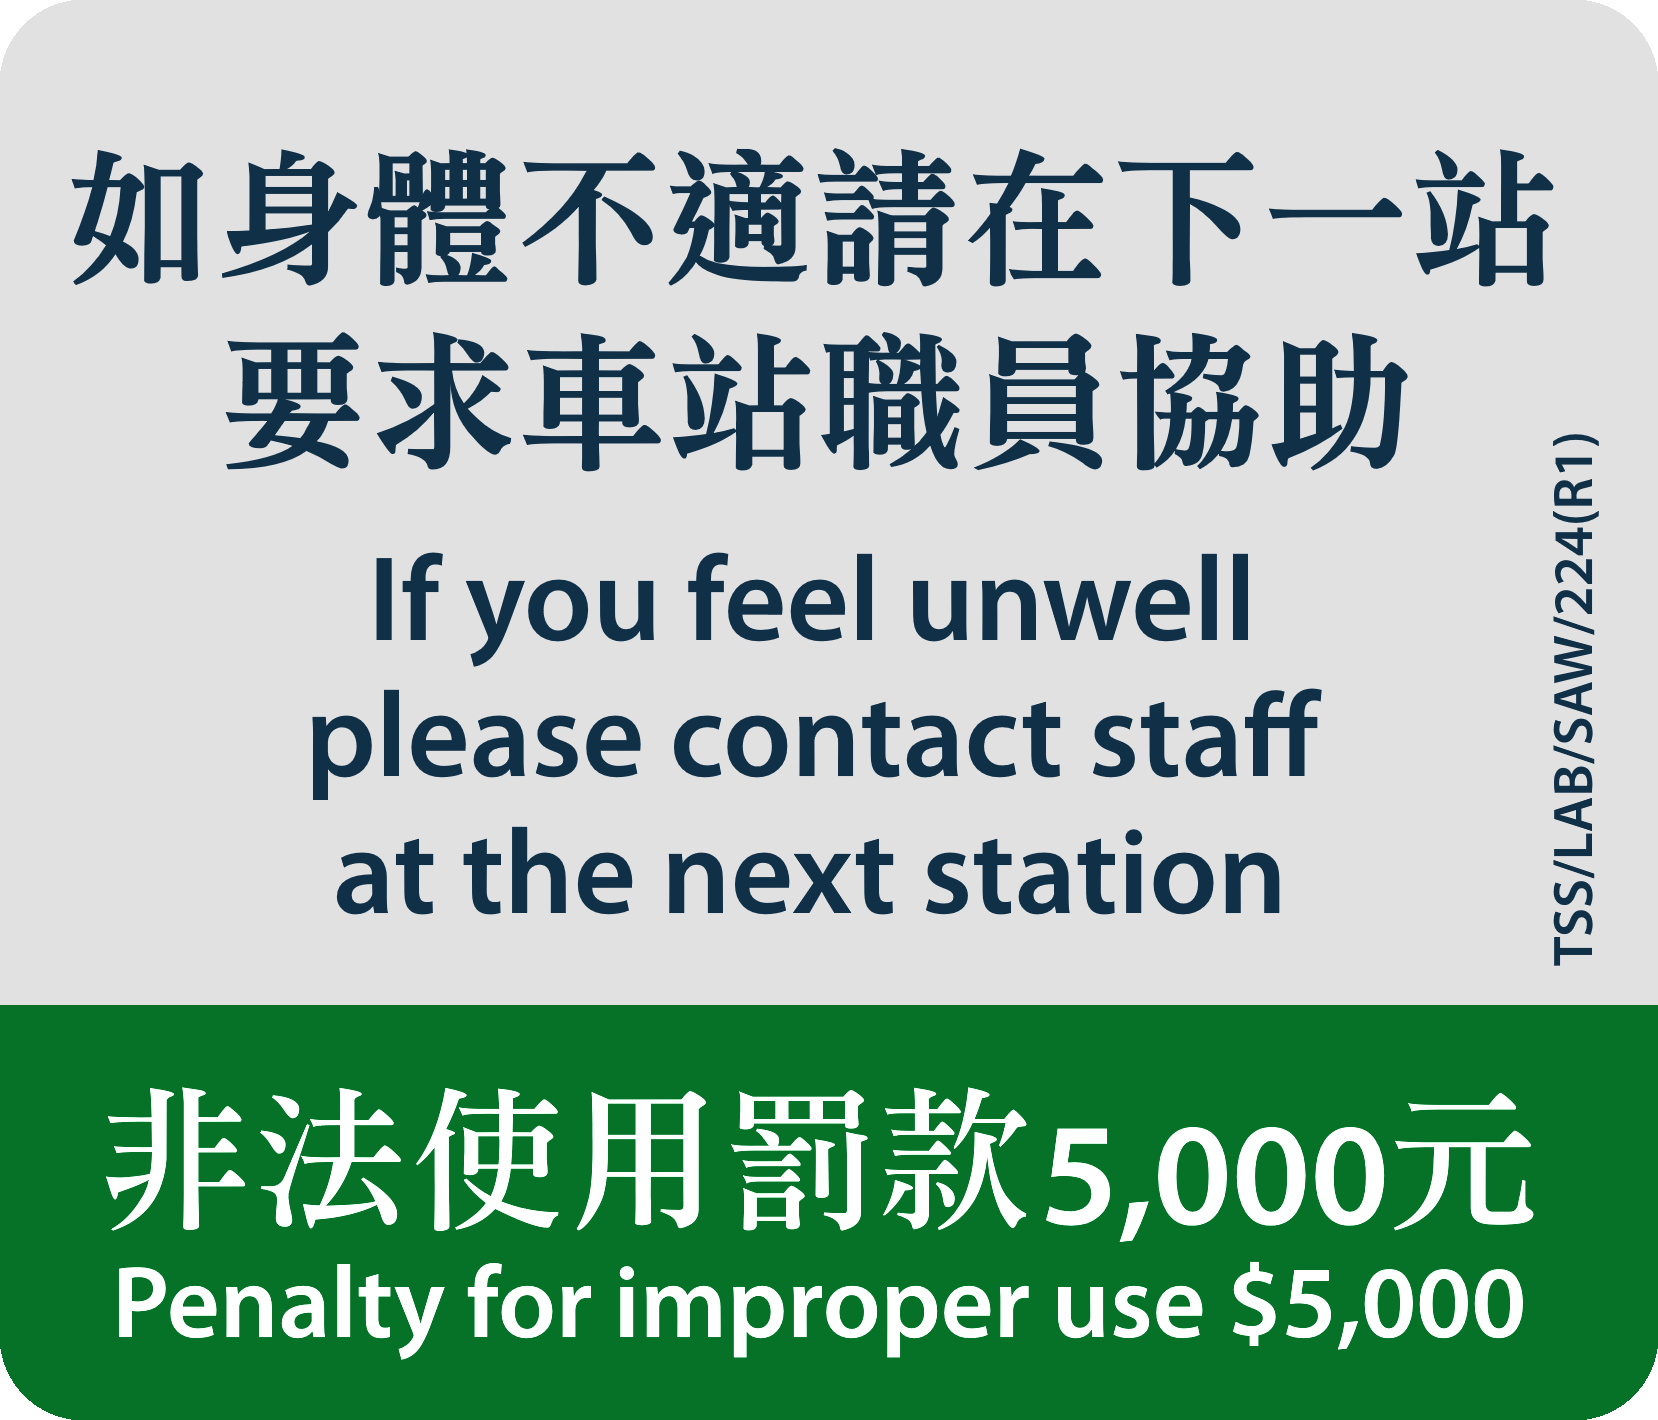 如身體不適請在下一站
要求車站職員協助
If you feel unwell
please contact staff
at the next station
TSS/LAB/SAW/224(R1)
非法使用罰款5,000元
Penalty for improper use $5,000